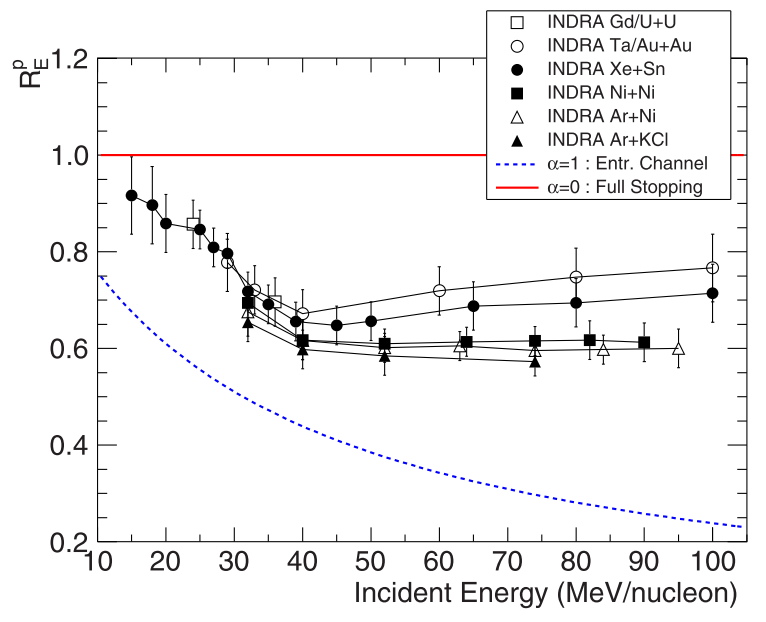 INDRA Gd/U+U
INDRA Ta/Au+Au
INDRA Xe+Sn
INDRA Ni+Ni
INDRA Ar+Ni
INDRA Ar+KCl
α=1 : Entr. Channel
α=0 : Full Stopping
R_E^p
1.2
1.0
0.8
0.6
0.4
0.2
10 20 30 40 50 60 70 80 90 100
Incident Energy (MeV/nucleon)